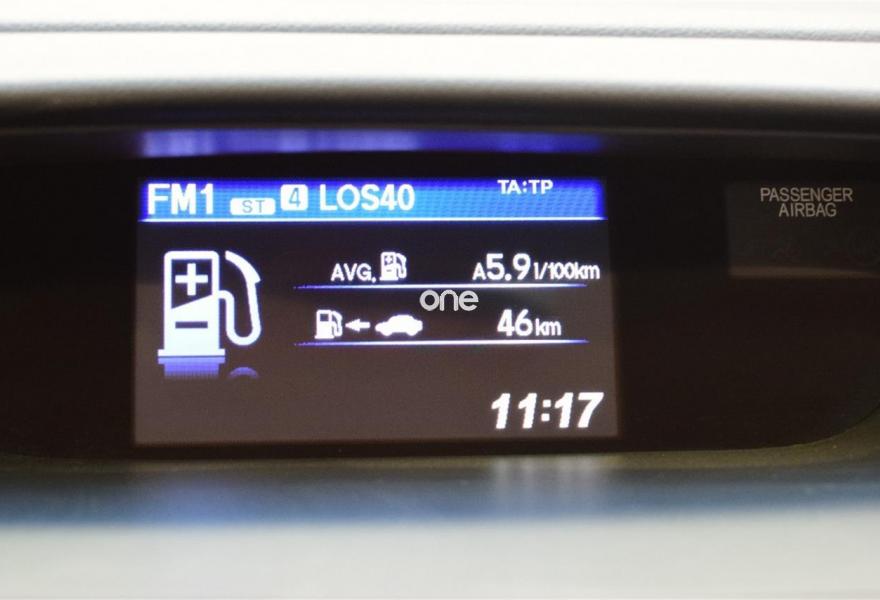 FM1 ST 4 LOS40 TA:TP
AVG. A5.9 l/100km
46km
11:17
PASSENGER
AIRBAG
one